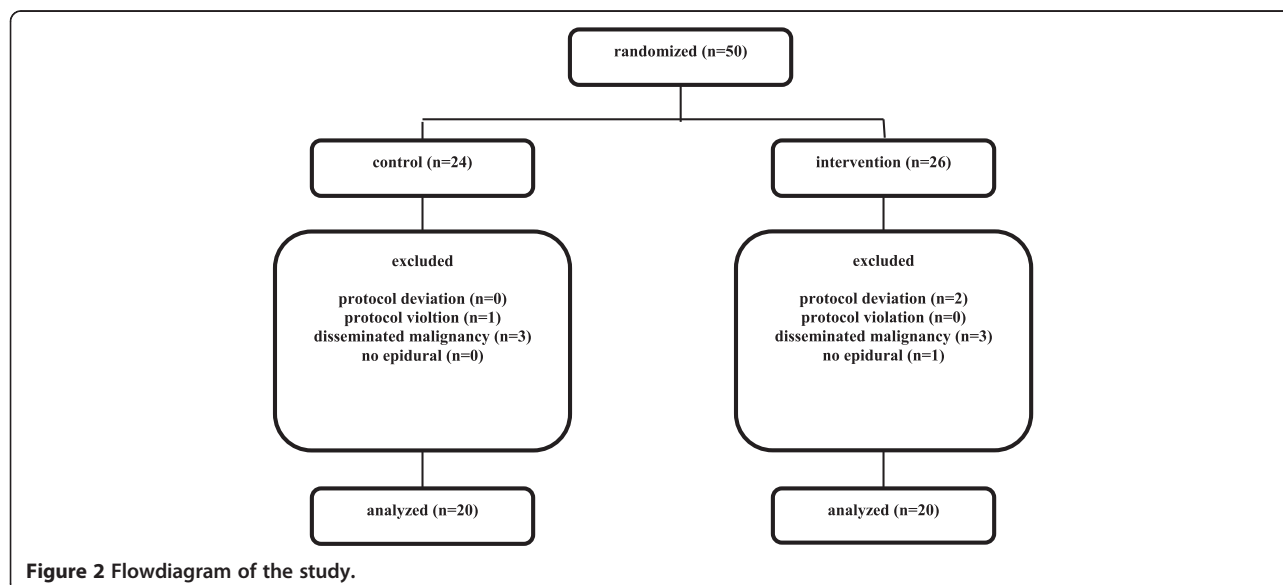 randomized (n=50)
control (n=24)
intervention (n=26)
excluded
protocol deviation (n=0)
protocol violtion (n=1)
disseminated malignancy (n=3)
no epidural (n=0)
excluded
protocol deviation (n=2)
protocol violation (n=0)
disseminated malignancy (n=3)
no epidural (n=1)
analyzed (n=20)
analyzed (n=20)
Figure 2 Flowdiagram of the study.